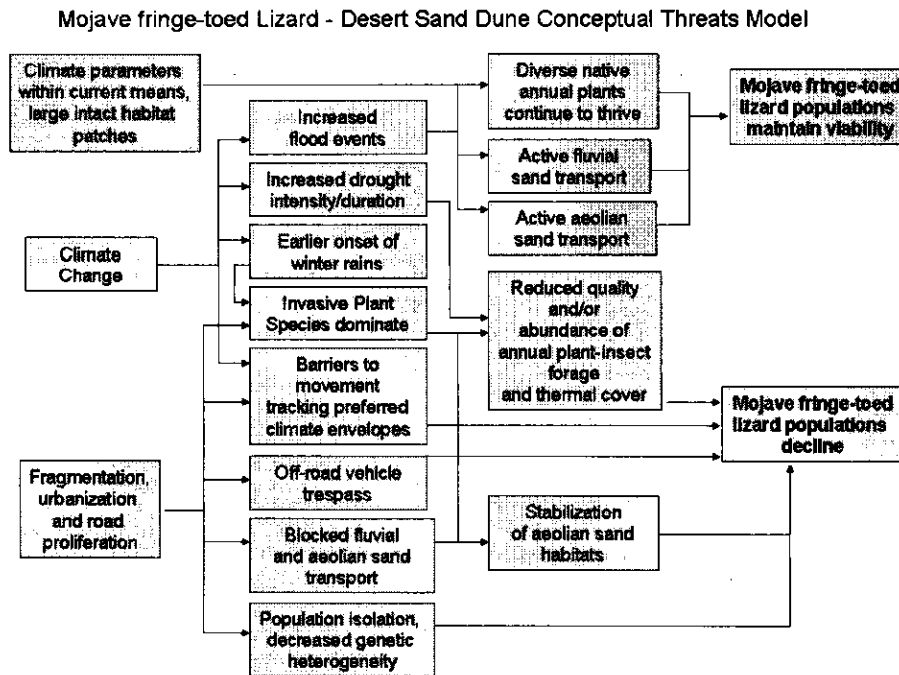 Mojave fringe-toed Lizard - Desert Sand Dune Conceptual Threats Model
Climate parameters
within current means,
large intact habitat
patches
Climate
Change
Fragmentation,
urbanization
and road
proliferation
Increased
flood events
Increased drought
intensity/duration
Earlier onset of
winter rains
Invasive Plant
Species dominate
Barriers to
movement
tracking preferred
climate envelopes
Off-road vehicle
trespass
Blocked fluvial
and aeolian sand
transport
Population isolation,
decreased genetic
heterogeneity
Diverse native
annual plants
continue to thrive
Active fluvial
sand transport
Active aeolian
sand transport
Reduced quality
and/or
abundance of
annual plant-insect
forage
and thermal cover
Stabilization
of aeolian sand
habitats
Mojave fringe-toed
lizard populations
maintain viability
Mojave fringe-toed
lizard populations
decline